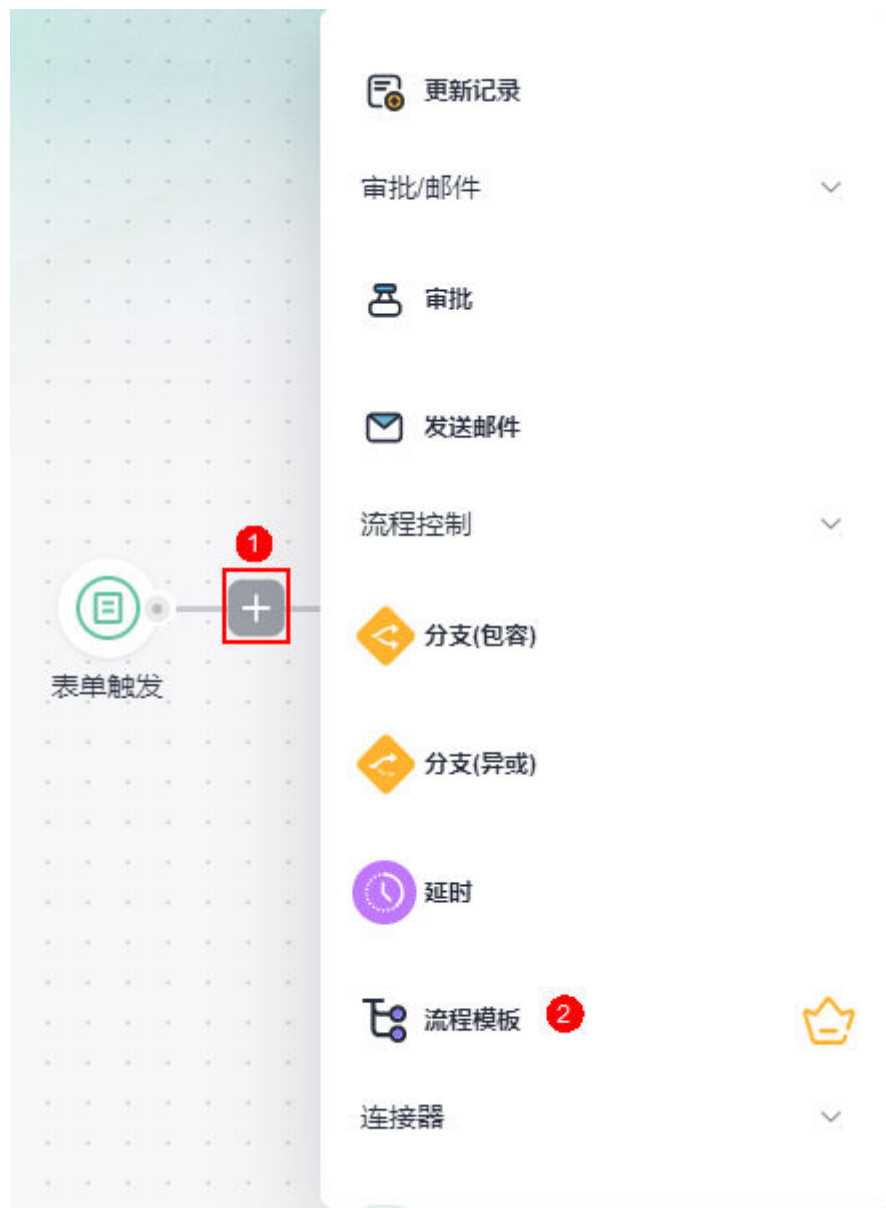 更新记录
审批/邮件
审批
发送邮件
流程控制
1
分支(包容)
表单触发
分支(异或)
延时
流程模板 2
连接器